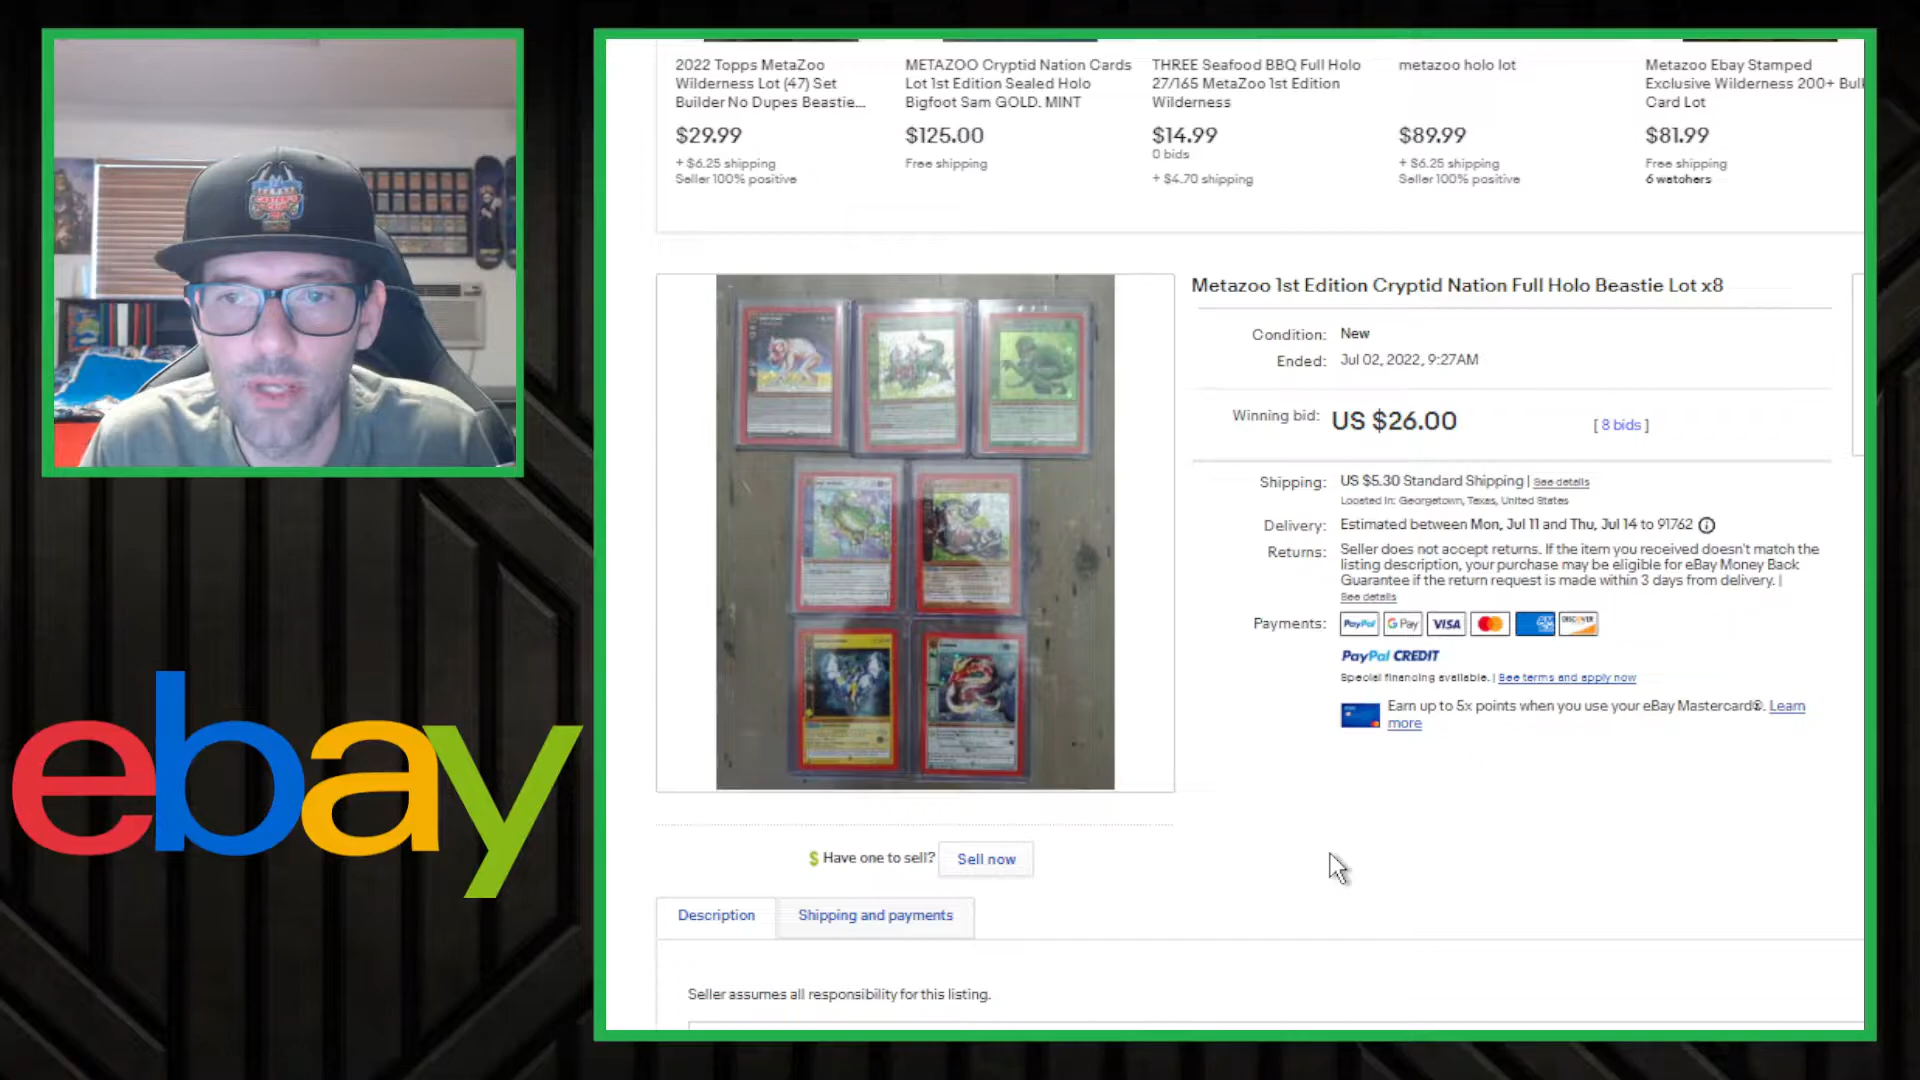 2022 Topps MetaZoo
Wilderness Lot (47) Set
Builder No Dupes Beastie...
$29.99
+ $6.25 shipping
Seller 100% positive
METAZOO Cryptid Nation Cards
Lot 1st Edition Sealed Holo
Bigfoot Sam GOLD. MINT
$125.00
Free shipping
THREE Seafood BBQ Full Holo
27/165 MetaZoo 1st Edition
Wilderness
$14.99
0 bids
+ $4.70 shipping
metazoo holo lot
$89.99
+ $6.25 shipping
Seller 100% positive
Metazoo Ebay Stamped
Exclusive Wilderness 200+ Bul
Card Lot
$81.99
Free shipping
6 watchers
Metazoo 1st Edition Cryptid Nation Full Holo Beastie Lot x8
Condition: New
Ended: Jul 02, 2022, 9:27AM
Winning bid: US $26.00 [ 8 bids ]
Shipping: US $5.30 Standard Shipping | See details
Located in: Georgetown, Texas, United States
Delivery: Estimated between Mon, Jul 11 and Thu, Jul 14 to 91762
Returns: Seller does not accept returns. If the item you received doesn't match the
listing description, your purchase may be eligible for eBay Money Back
Guarantee if the return request is made within 3 days from delivery. |
See details
Payments: PayPal G Pay VISA DISCOVER
PayPal CREDIT
Special financing available. | See terms and apply now
Earn up to 5x points when you use your eBay Mastercard®. Learn
more
$ Have one to sell? Sell now
Description Shipping and payments
Seller assumes all responsibility for this listing.
ebay